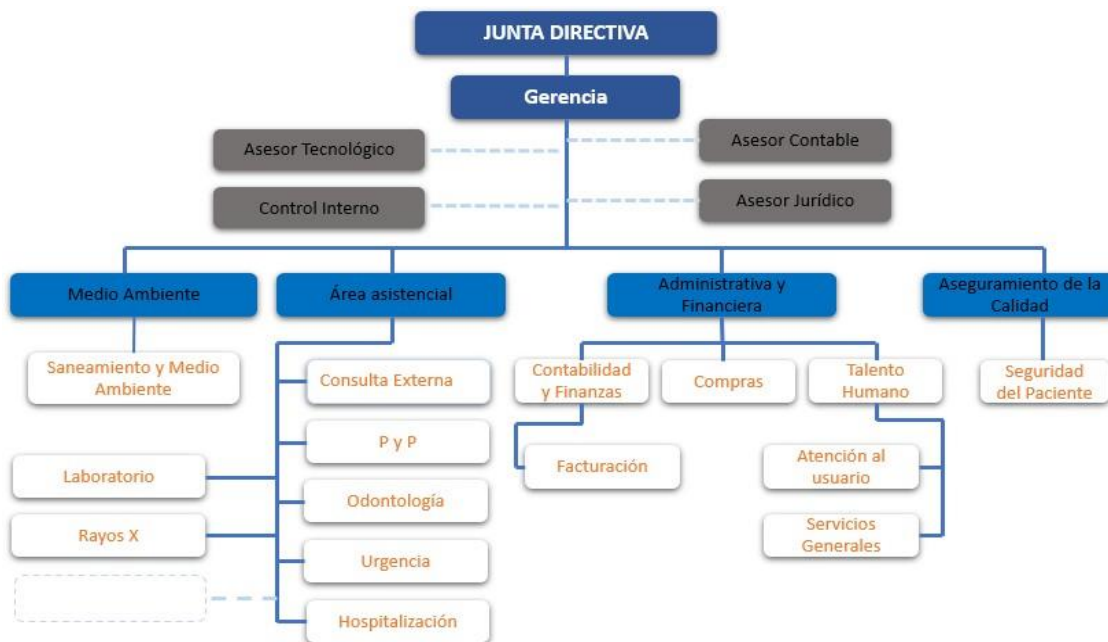 JUNTA DIRECTIVA
Gerencia
Asesor Tecnológico
Asesor Contable
Control Interno
Asesor Jurídico
Medio Ambiente
Área asistencial
Administrativa y
Financiera
Aseguramiento de la
Calidad
Saneamiento y Medio
Ambiente
Consulta Externa
Contabilidad
y Finanzas
Compras
Talento
Humano
Seguridad
del Paciente
P y P
Laboratorio
Facturación
Atención al
usuario
Odontología
Rayos X
Servicios
Generales
Urgencia
Hospitalización